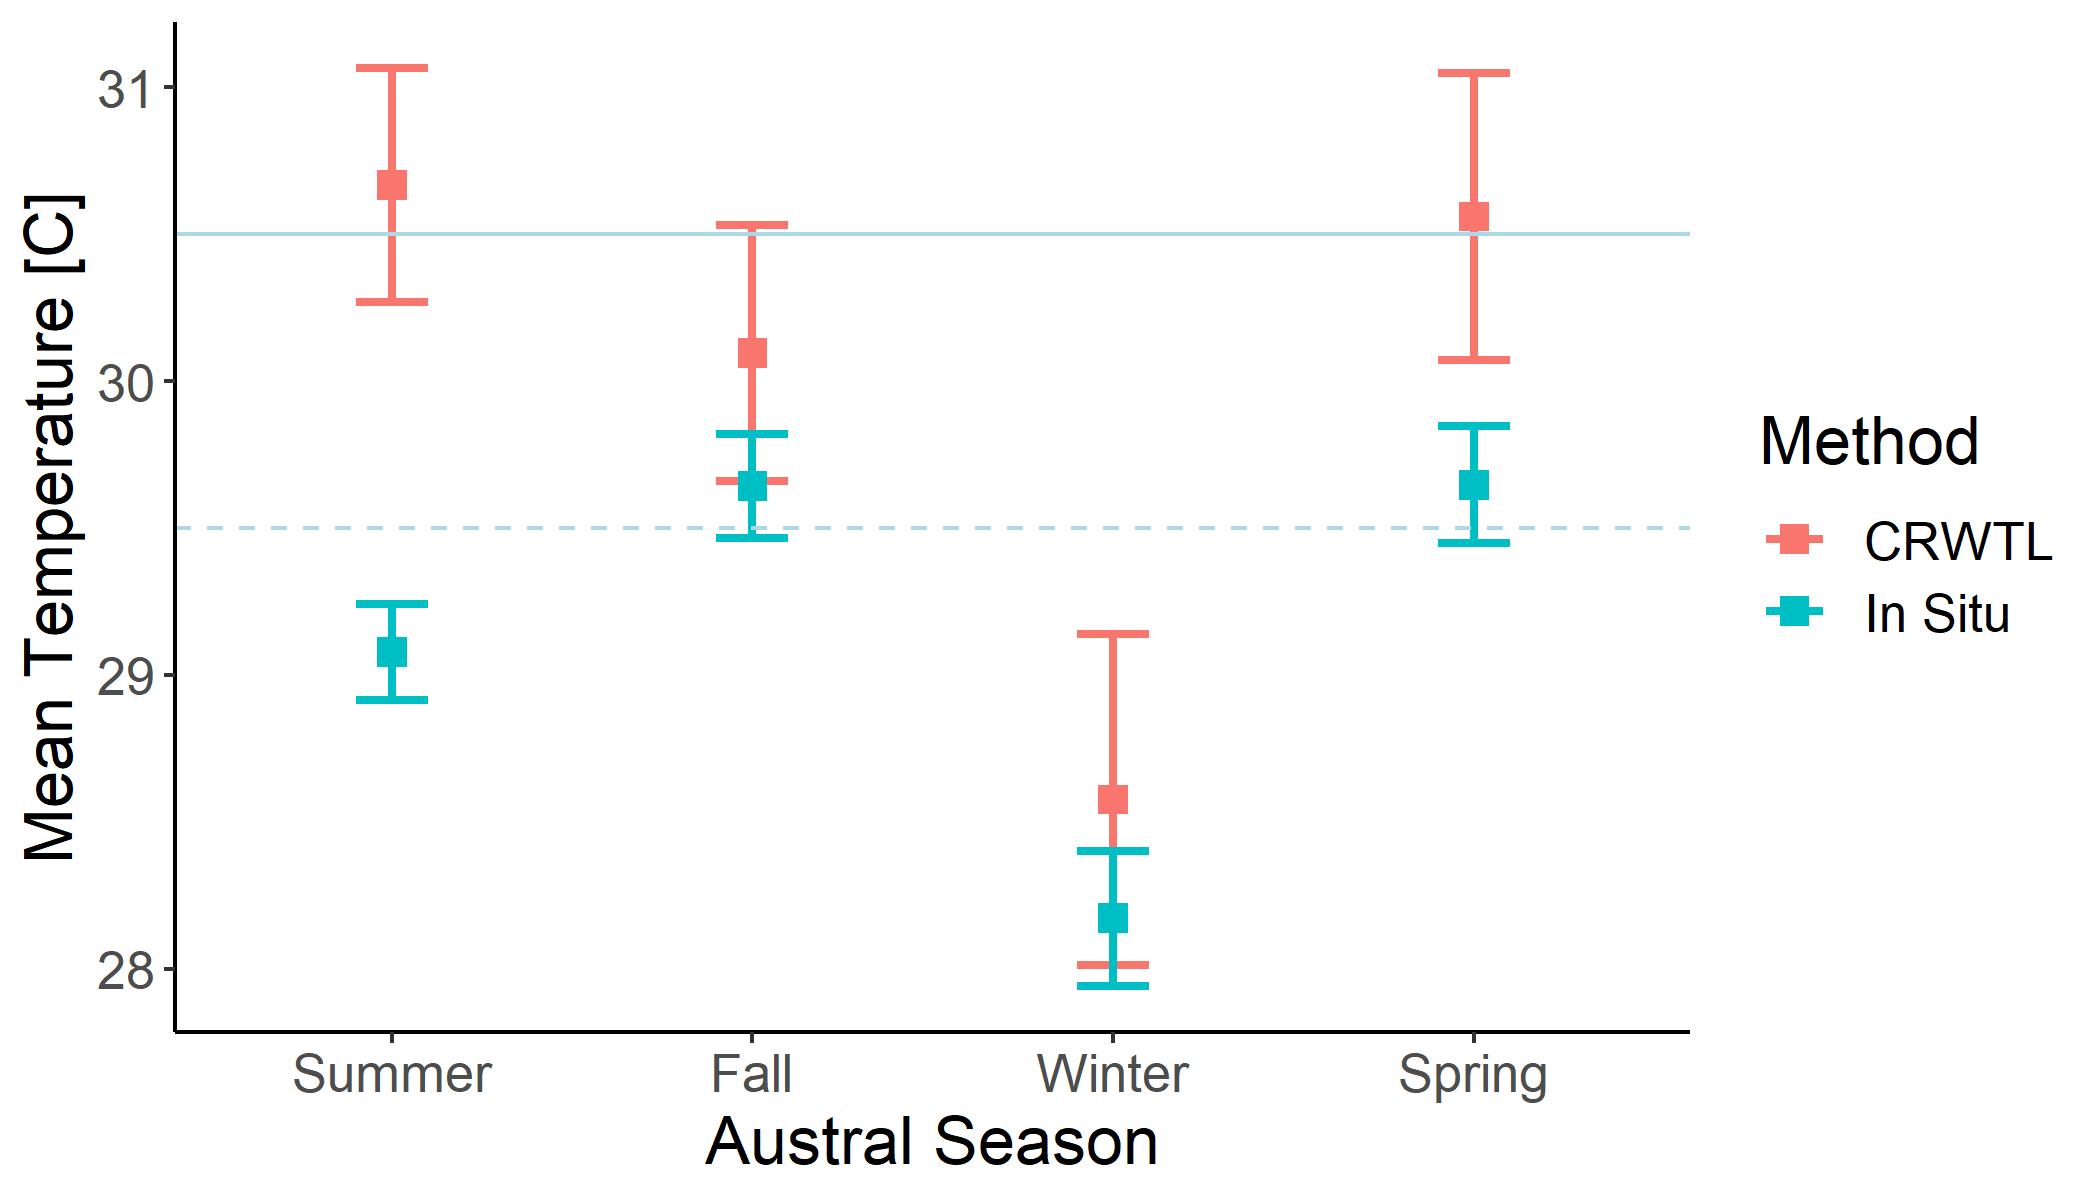 Mean Temperature [C]
31
30
29
28
Summer
Fall
Winter
Spring
Austral Season
Method
CRWTL
In Situ